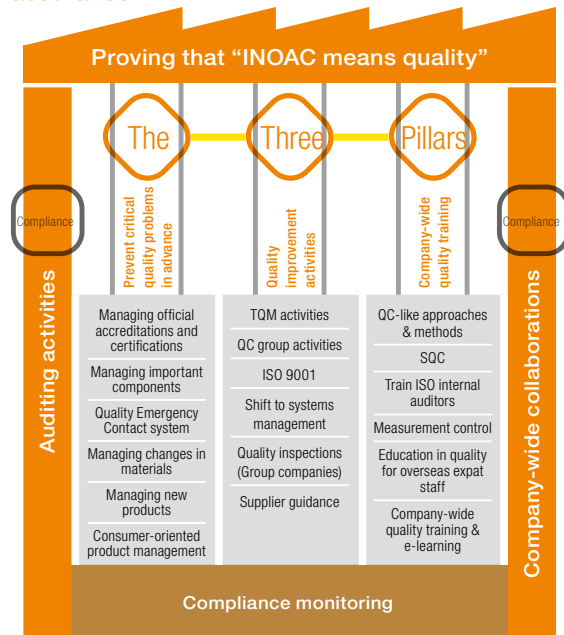 Proving that “INOAC means quality”
The
Three
Pillars
Compliance
Compliance
Auditing activities
Prevent critical
quality problems
in advance
Quality
improvement
activities
Company-wide
quality training
Company-wide collaborations
Managing official
accreditations and
certifications
Managing important
components
Quality Emergency
Contact system
Managing changes in
materials
Managing new
products
Consumer-oriented
product management
TQM activities
QC group activities
ISO 9001
Shift to systems
management
Quality inspections
(Group companies)
Supplier guidance
QC-like approaches
& methods
SQC
Train ISO internal
auditors
Measurement control
Education in quality
for overseas expat
staff
Company-wide
quality training &
e-learning
Compliance monitoring